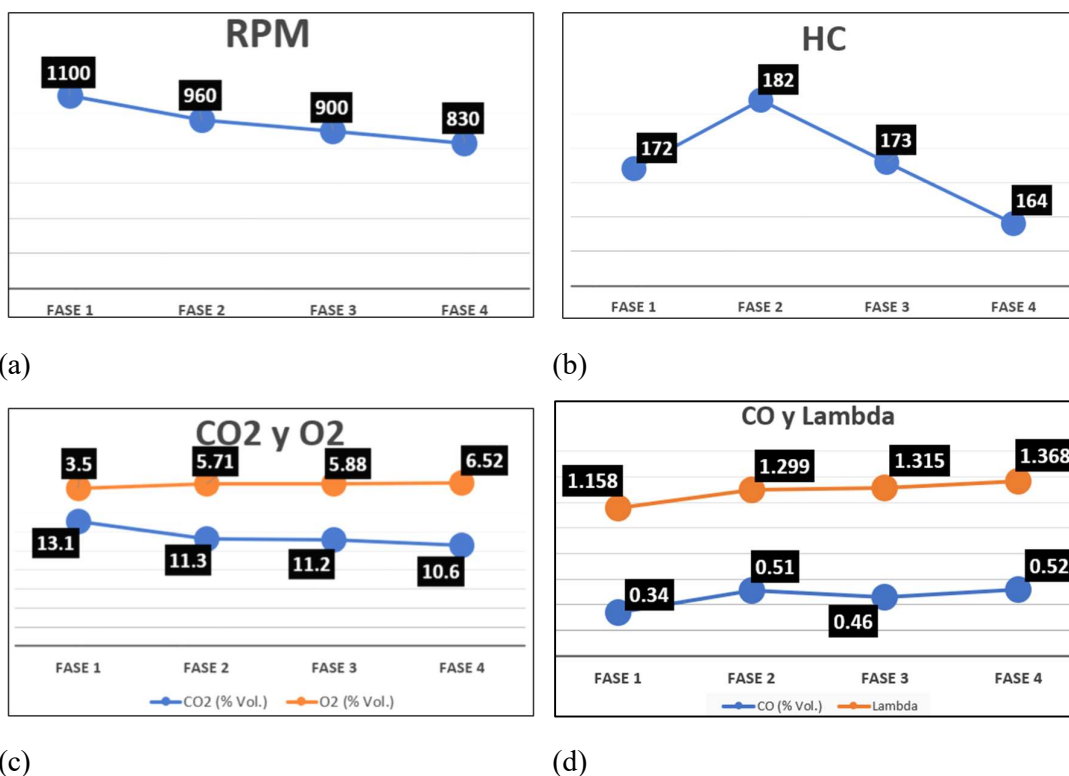 RPM
1100
960
900
830
FASE 1 FASE 2 FASE 3 FASE 4
(a)
HC
172
182
173
164
FASE 1 FASE 2 FASE 3 FASE 4
(b)
CO2 y O2
3.5 5.71 5.88 6.52
13.1 11.3 11.2 10.6
FASE 1 FASE 2 FASE 3 FASE 4
CO2 (% Vol.) O2 (% Vol.)
(c)
CO y Lambda
1.158 1.299 1.315 1.368
0.34 0.51 0.46 0.52
FASE 1 FASE 2 FASE 3 FASE 4
CO (% Vol.) Lambda
(d)